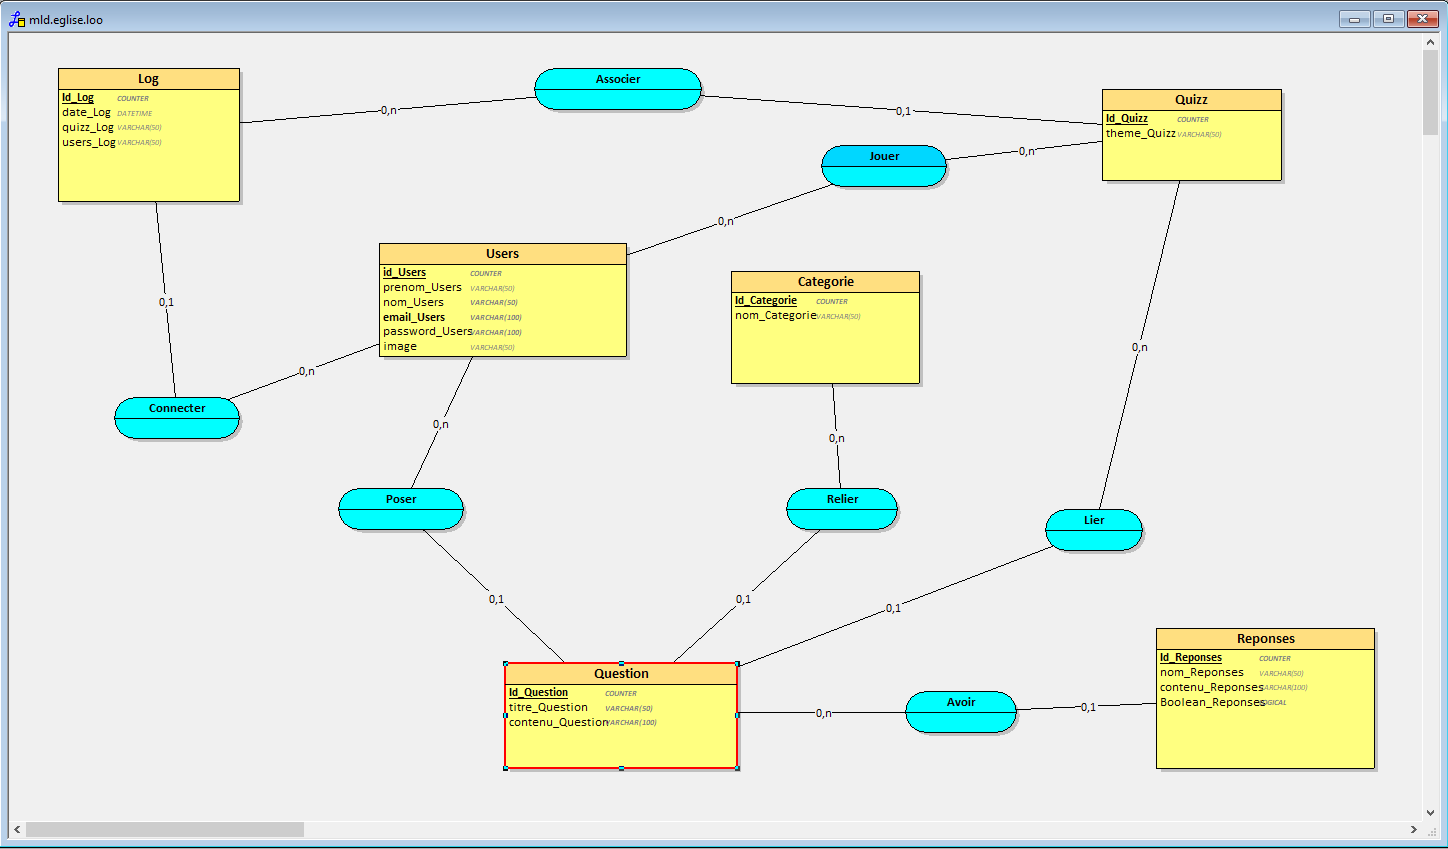 mld.eglise.loo
Log
Id_Log COUNTER
date_Log DATETIME
quizz_Log VARCHAR(50)
users_Log VARCHAR(50)
Associer
0,n
0,1
Quizz
Id_Quizz COUNTER
theme_Quizz VARCHAR(50)
Jouer
0,n
0,n
Users
id_Users COUNTER
prenom_Users VARCHAR(50)
nom_Users VARCHAR(50)
email_Users VARCHAR(100)
password_Users VARCHAR(100)
image VARCHAR(50)
Categorie
Id_Categorie COUNTER
nom_Categorie VARCHAR(50)
0,1
0,n
0,n
Connecter
0,n
0,n
Poser
Relier
Lier
0,1
0,1
0,1
Question
Id_Question COUNTER
titre_Question VARCHAR(50)
contenu_Question VARCHAR(100)
0,n
Avoir
0,1
Reponses
Id_Reponses COUNTER
nom_Reponses VARCHAR(50)
contenu_Reponses VARCHAR(100)
Boolean_Reponses LOGICAL